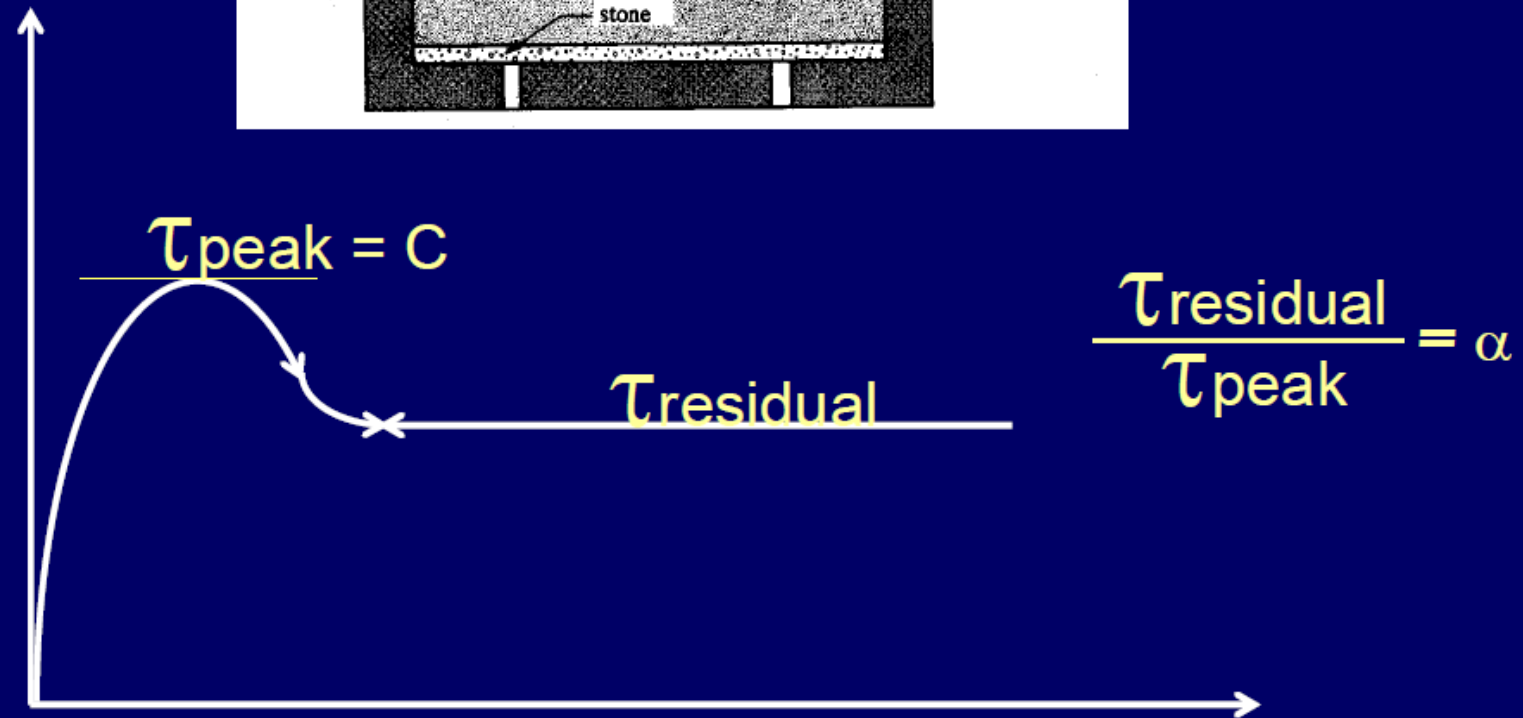 stone
τpeak = C
τresidual
τresidual
τpeak
= α